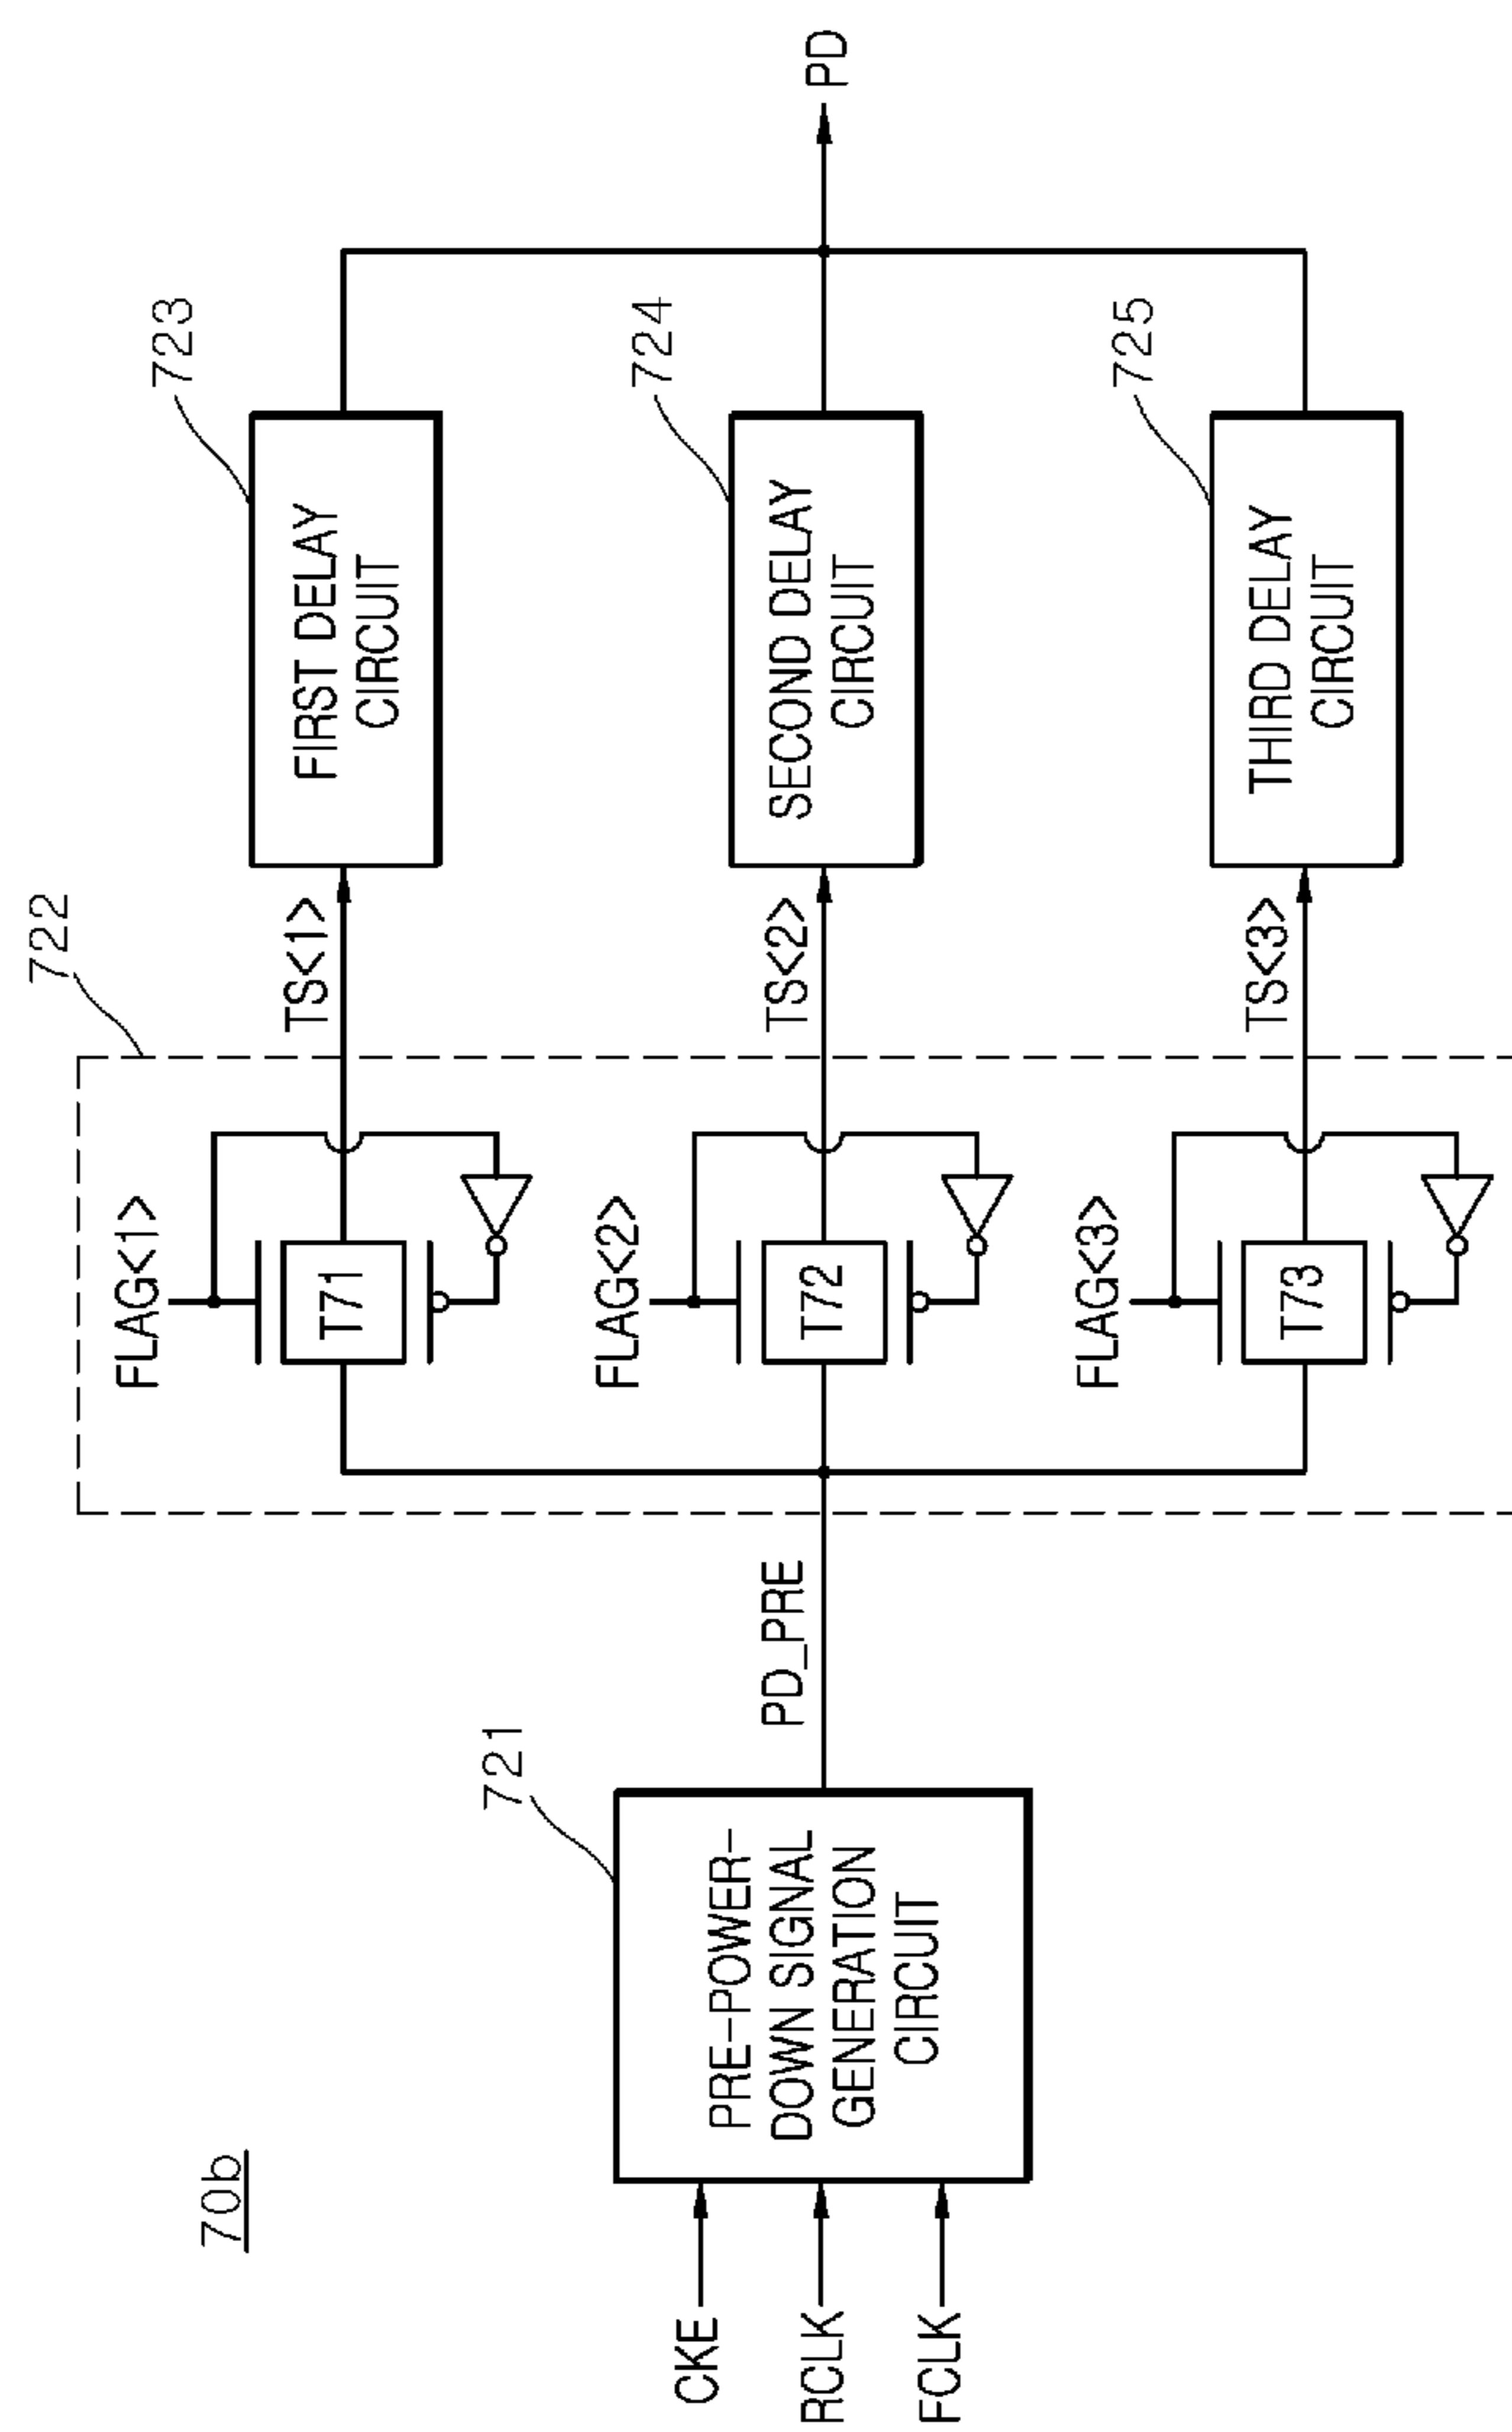 70b
CKE
RCLK
FCLK
721
PRE-POWER-
DOWN SIGNAL
GENERATION
CIRCUIT
PD_PRE
722
FLAG<1>
T71
TS<1>
FLAG<2>
T72
TS<2>
FLAG<3>
T73
TS<3>
723
FIRST DELAY
CIRCUIT
724
SECOND DELAY
CIRCUIT
725
THIRD DELAY
CIRCUIT
PD